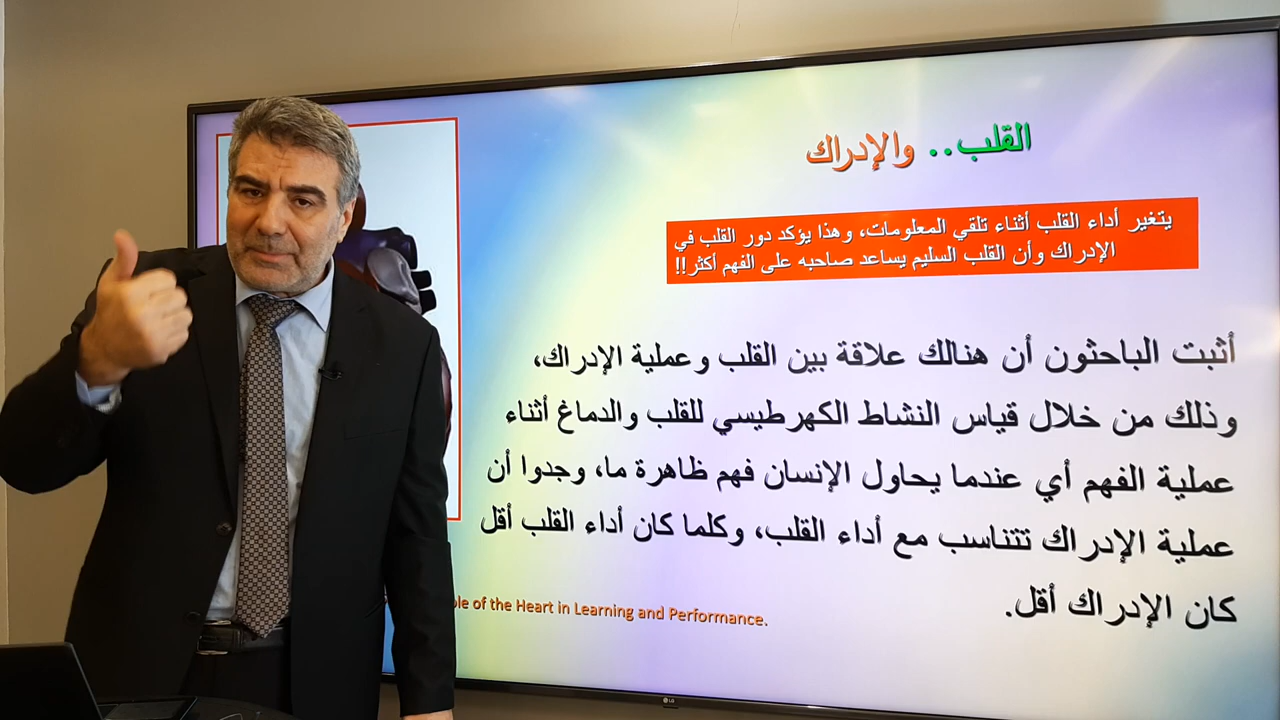 القلب.. والإدراك
يتغير أداء القلب أثناء تلقي المعلومات، وهذا يؤكد دور القلب في
الإدراك وأن القلب السليم يساعد صاحبه على الفهم أكثر!!
أثبت الباحثون أن هنالك علاقة بين القلب وعملية الإدراك،
وذلك من خلال قياس النشاط الكهرطيسي للقلب والدماغ أثناء
عملية الفهم أي عندما يحاول الإنسان فهم ظاهرة ما، وجدوا أن
عملية الإدراك تتناسب مع أداء القلب، وكلما كان أداء القلب أقل
كان الإدراك أقل.
of the Heart in Learning and Performance.
LG